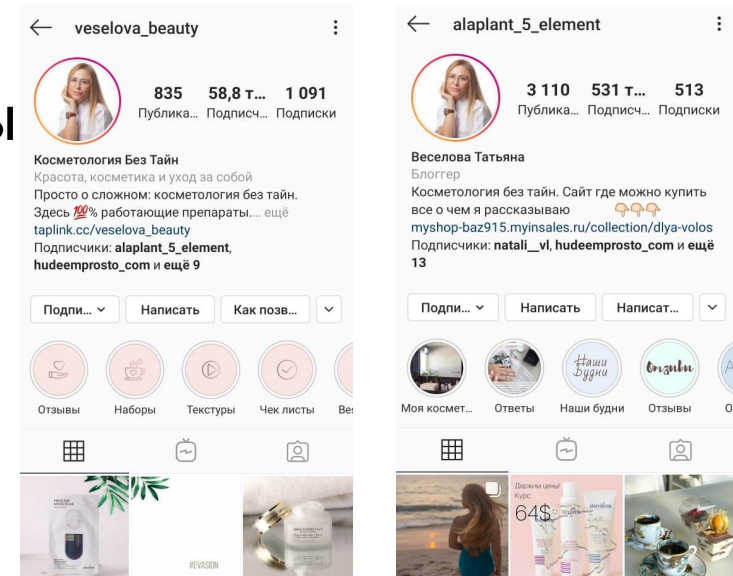 ы
veselova_beauty
835 58,8 т... 1 091
Публика... Подписч... Подписки
Косметология Без Тайн
Красота, косметика и уход за собой
Просто о сложном: косметология без тайн.
Здесь 💯% работающие препараты.... ещё
taplink.cc/veselova_beauty
Подписчики: alaplant_5_element,
hudeemprosto_com и ещё 9
Подпи... Написать Как позв...
Отзывы Наборы Текстуры Чек листы Bes
#EVASION
alaplant_5_element
3 110 531 т... 513
Публика... Подписч... Подписки
Веселова Татьяна
Блоггер
Косметология без тайн. Сайт где можно купить
все о чем я рассказываю 👇🏻👇🏻👇🏻
myshop-baz915.myinsales.ru/collection/dlya-volos
Подписчики: natali__vl, hudeemprosto_com и ещё
13
Подпи... Написать Написат...
Наши
Будни
Отзывы
Моя космет... Ответы Наши будни Отзывы О
Держим цены!
Курс
64$